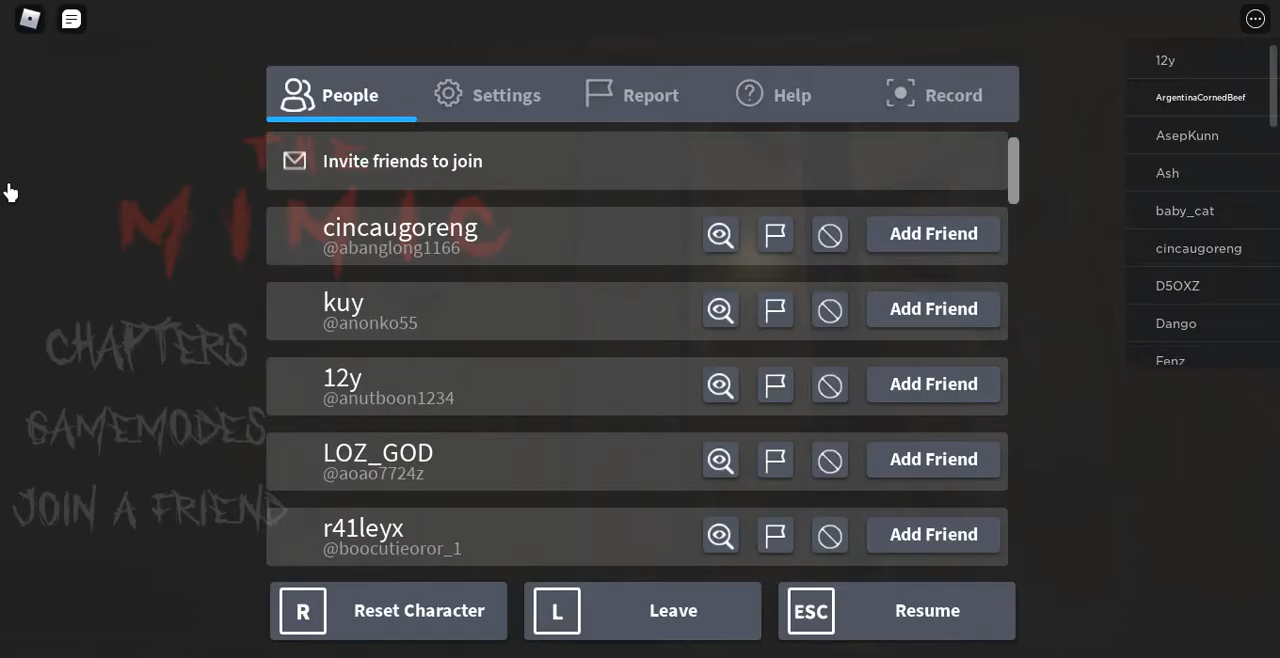 People
Settings
Report
Help
Record
Invite friends to join
cincaugoreng
@abanglong1166
Add Friend
kuy
@anonko55
Add Friend
12y
@anutboon1234
Add Friend
LOZ_GOD
@aoao7724z
Add Friend
r41leyx
@boocutieoror_1
Add Friend
R Reset Character
L Leave
ESC Resume
THE
MIMIC
CHAPTERS
GAMEMODES
JOIN A FRIEND
12y
ArgentinaCornedBeef
AsepKunn
Ash
baby_cat
cincaugoreng
D5OXZ
Dango
Fenz